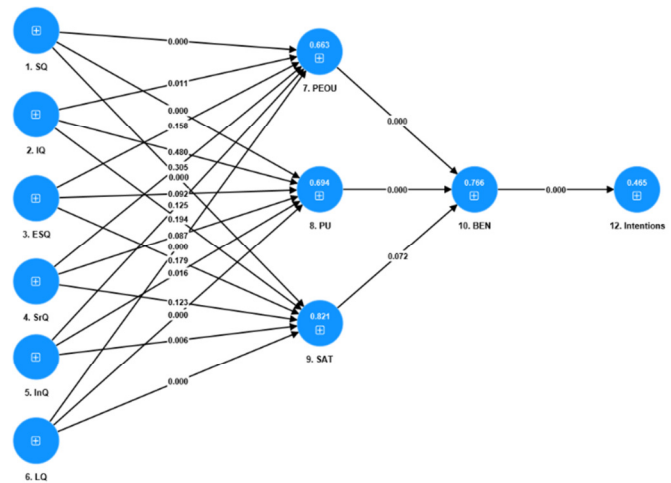 1. SQ
2. IQ
3. ESQ
4. SrQ
5. InQ
6. LQ
0.000
0.011
0.000
0.158
0.480
0.305
0.000
0.092
0.125
0.194
0.087
0.000
0.179
0.016
0.123
0.000
0.006
0.000
0.663
7. PEOU
0.694
8. PU
0.821
9. SAT
0.000
0.000
0.072
0.766
10. BEN
0.000
0.465
12. Intentions